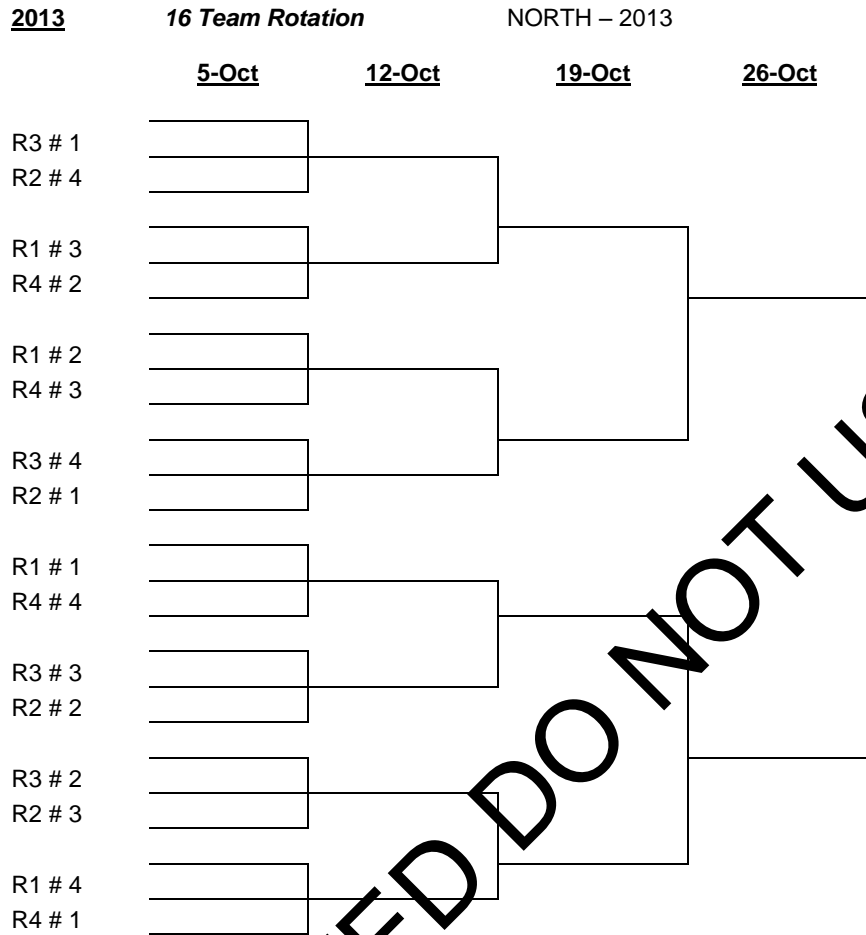 2013 16 Team Rotation NORTH – 2013
5-Oct 12-Oct 19-Oct 26-Oct
R3 # 1
R2 # 4
R1 # 3
R4 # 2
R1 # 2
R4 # 3
R3 # 4
R2 # 1
R1 # 1
R4 # 4
R3 # 3
R2 # 2
R3 # 2
R2 # 3
R1 # 4
R4 # 1
DO NOT